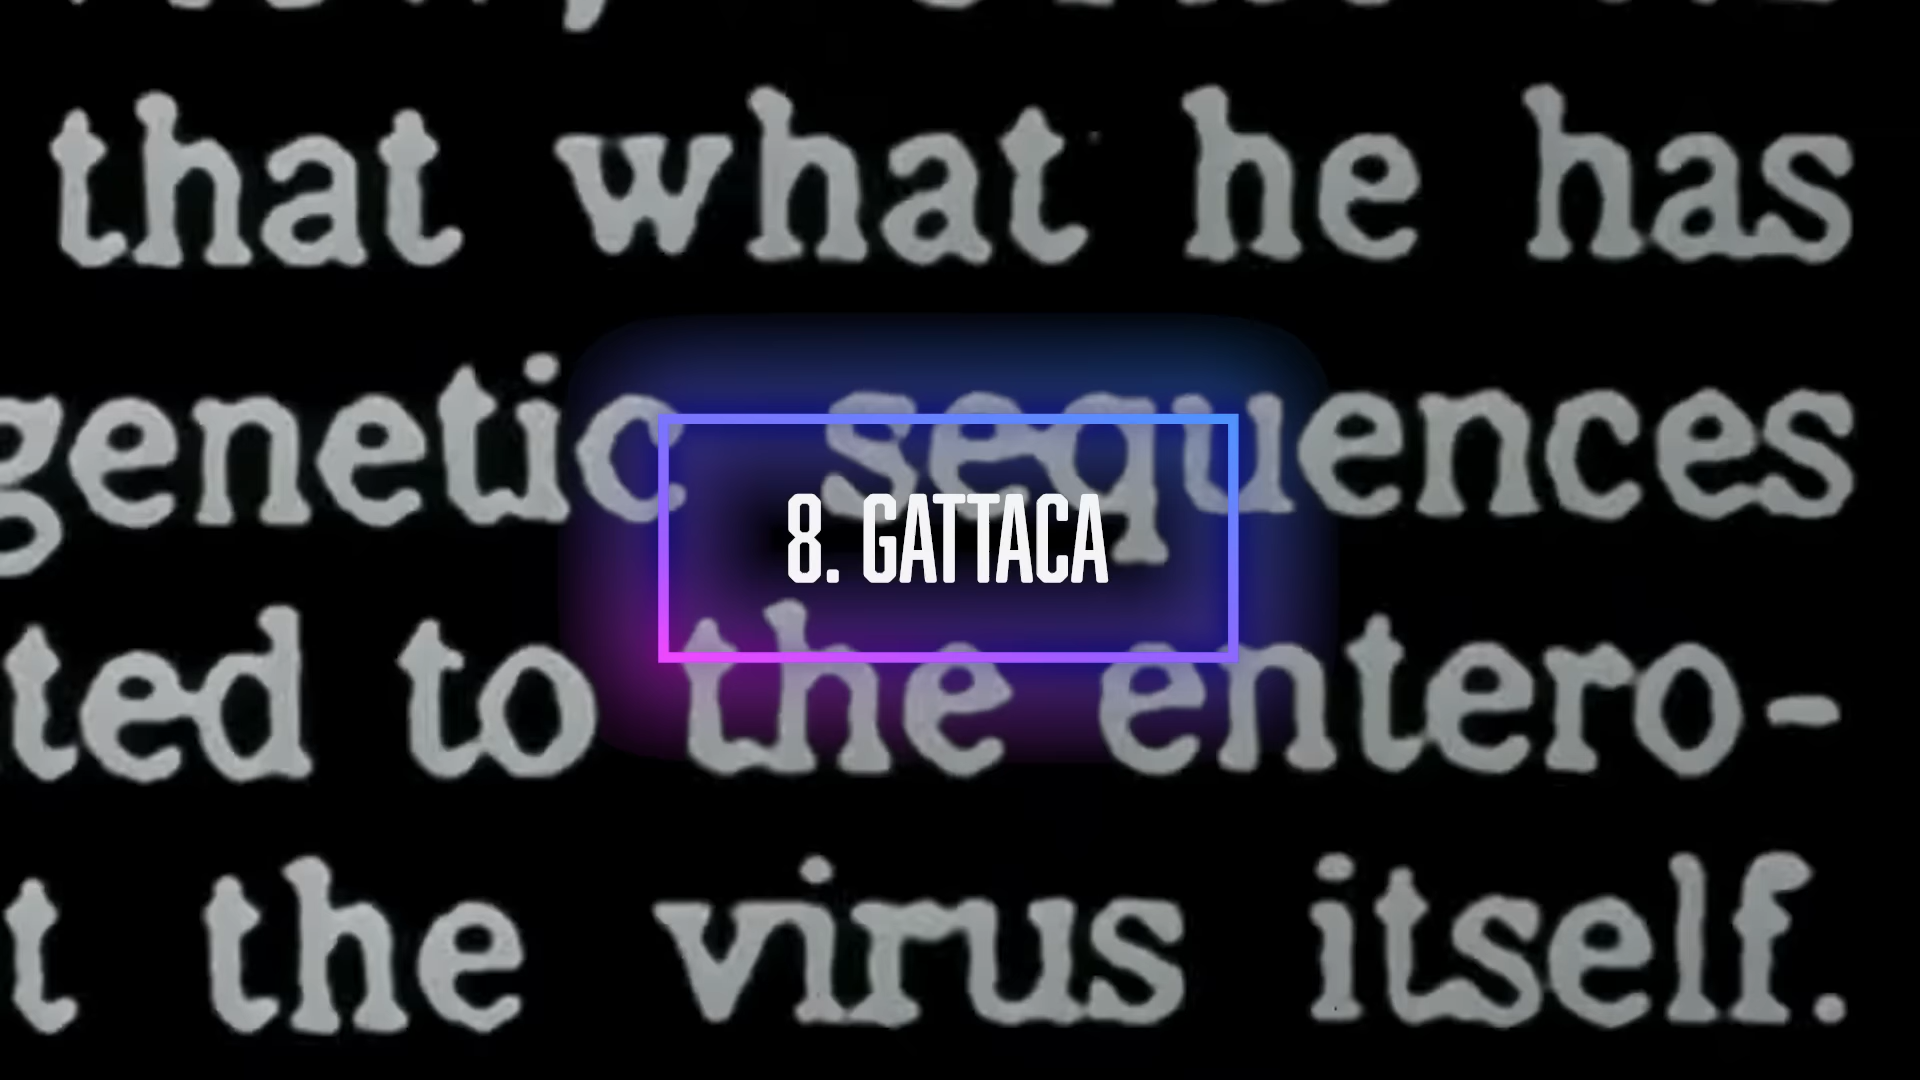 that what he has
genetic sequences
8. GATTACA
ted to the entero-
t the virus itself.